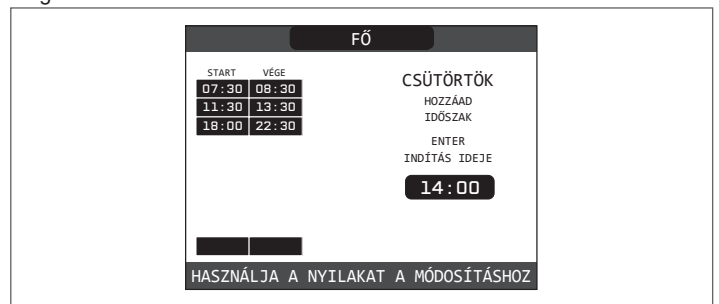 FŐ
START VÉGE
07:30 08:30
11:30 13:30
18:00 22:30
CSÜTÖRTÖK
HOZZÁAD
IDŐSZAK
ENTER
INDÍTÁS IDEJE
14:00
HASZNÁLJA A NYILAKAT A MÓDOSÍTÁSHOZ